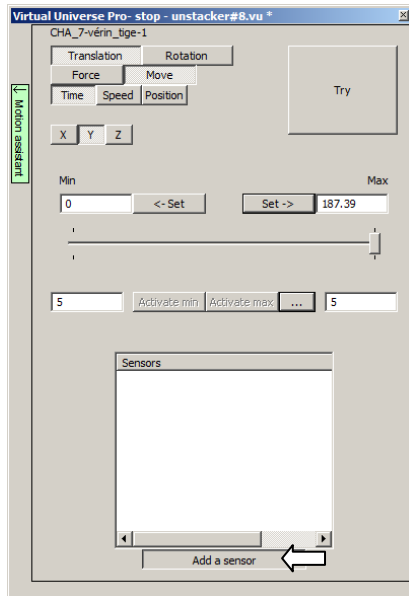 Virtual Universe Pro- stop - unstacker#8.vu *
CHA_7-vérin_tige-1
Translation Rotation
Force Move
Time Speed Position
Try
X Y Z
Motion assistant
Min Max
0 <- Set Set -> 187.39
5 Activate min Activate max ... 5
Sensors
Add a sensor